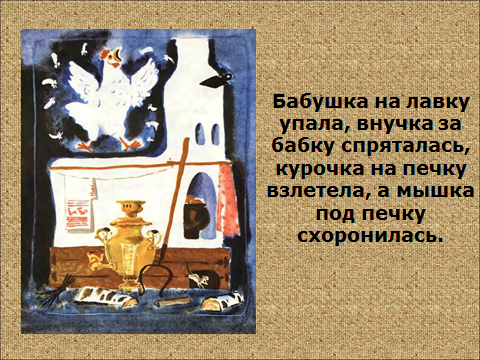 Бабушка на лавку
упала, внучка за
бабку спряталась,
курочка на печку
взлетела, а мышка
под печку
схоронилась.